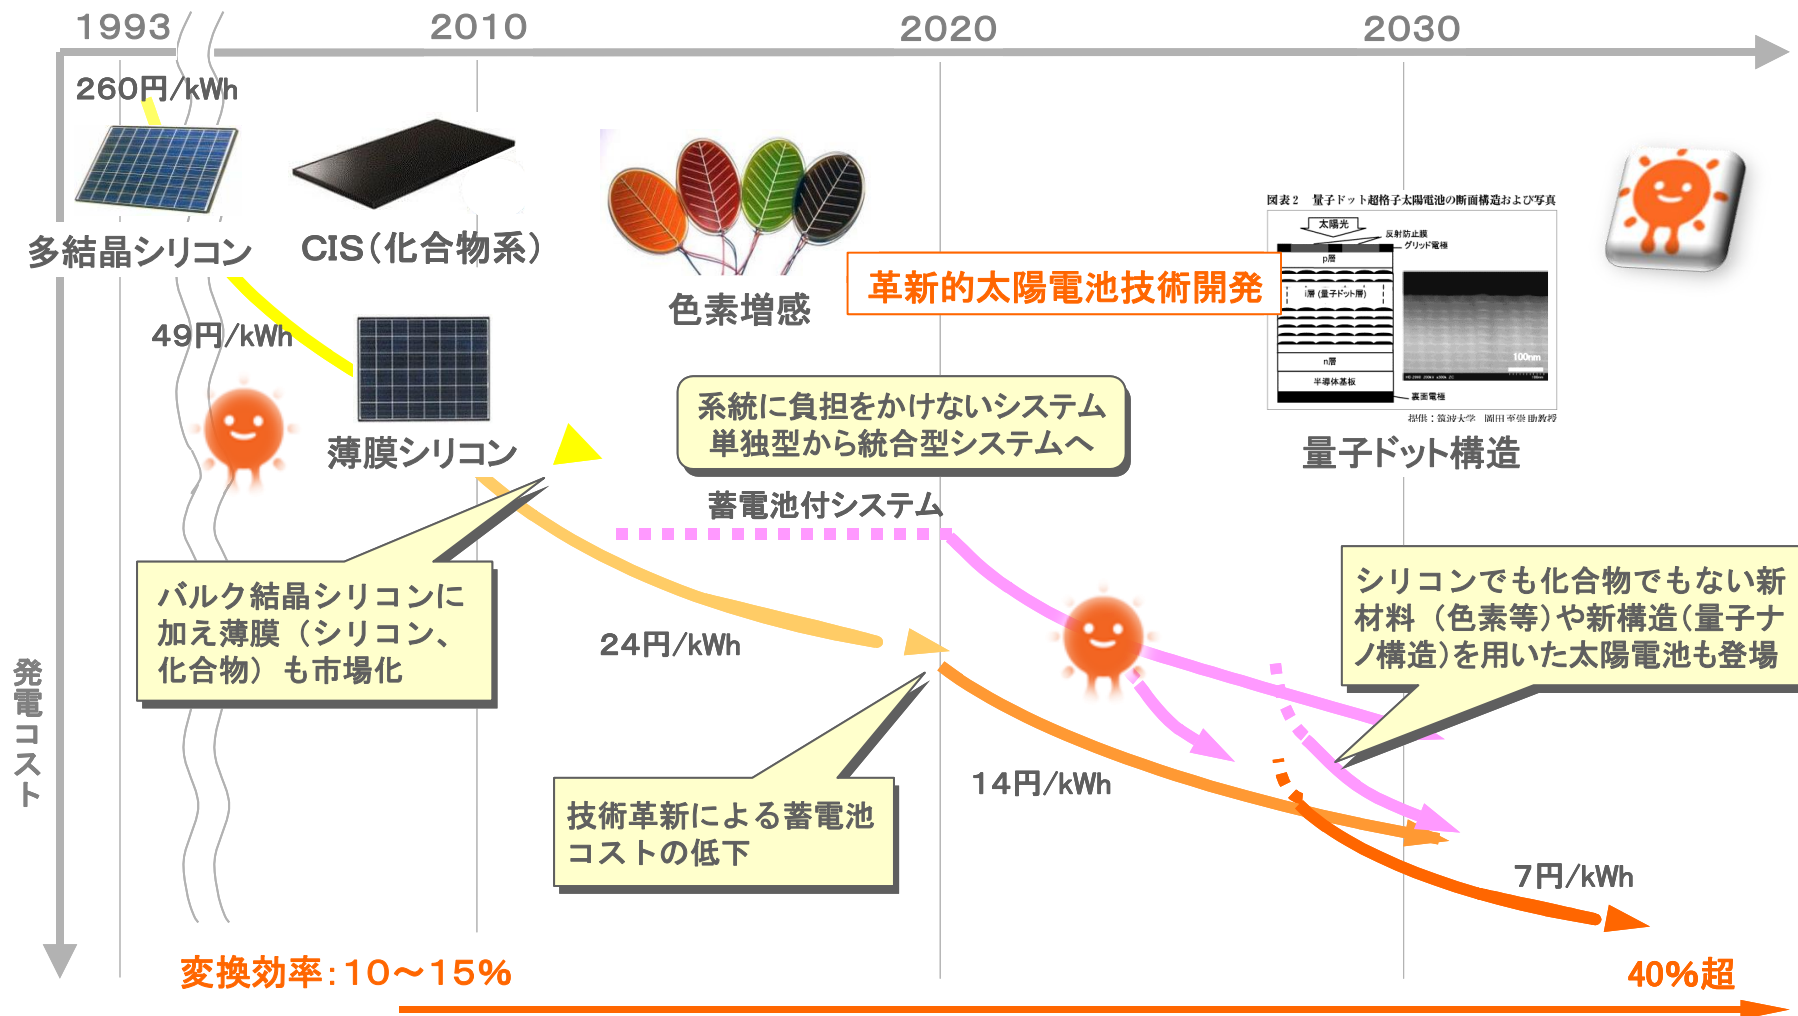 1993
2010
2020
2030
260円/kWh
多結晶シリコン
CIS(化合物系)
色素増感
革新的太陽電池技術開発
図表2 量子ドット超格子太陽電池の断面構造および写真
太陽光
反射防止膜
グリッド電極
p層
i層(量子ドット層)
n層
半導体基板
裏面電極
100nm
提供:筑波大学 岡田至崇助教授
量子ドット構造
49円/kWh
薄膜シリコン
系統に負担をかけないシステム
単独型から統合型システムへ
蓄電池付システム
バルク結晶シリコンに
加え薄膜(シリコン、
化合物)も市場化
24円/kWh
シリコンでも化合物でもない新
材料(色素等)や新構造(量子ナ
ノ構造)を用いた太陽電池も登場
発電コスト
14円/kWh
技術革新による蓄電池
コストの低下
7円/kWh
変換効率:10〜15%
40%超